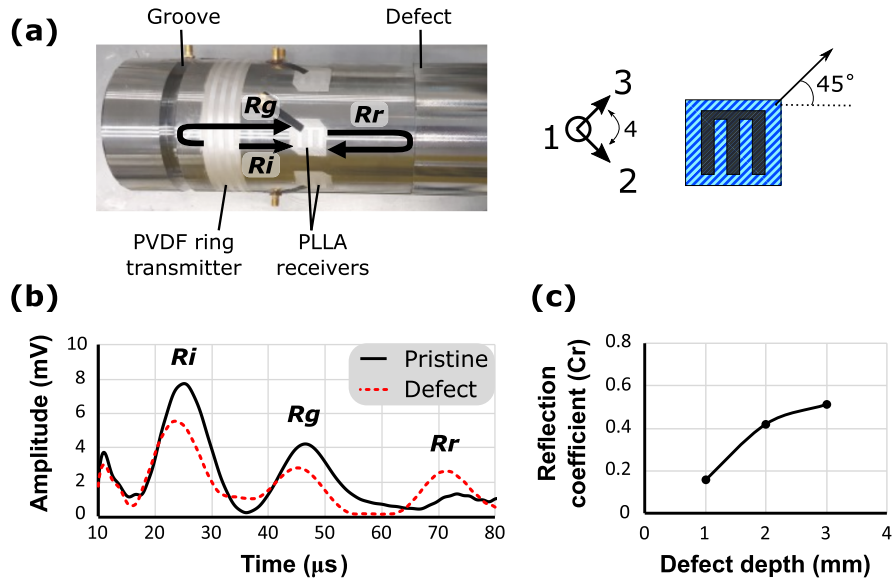 (a)
Groove
Defect
Rg
Rr
Ri
PVDF ring
transmitter
PLLA
receivers
3
1
4
2
45°
(b)
Amplitude (mV)
10
8
6
4
2
0
Ri
Rg
Rr
Pristine
Defect
10 20 30 40 50 60 70 80
Time (μs)
(c)
Reflection
coefficient (Cr)
0.8
0.6
0.4
0.2
0
0 1 2 3 4
Defect depth (mm)